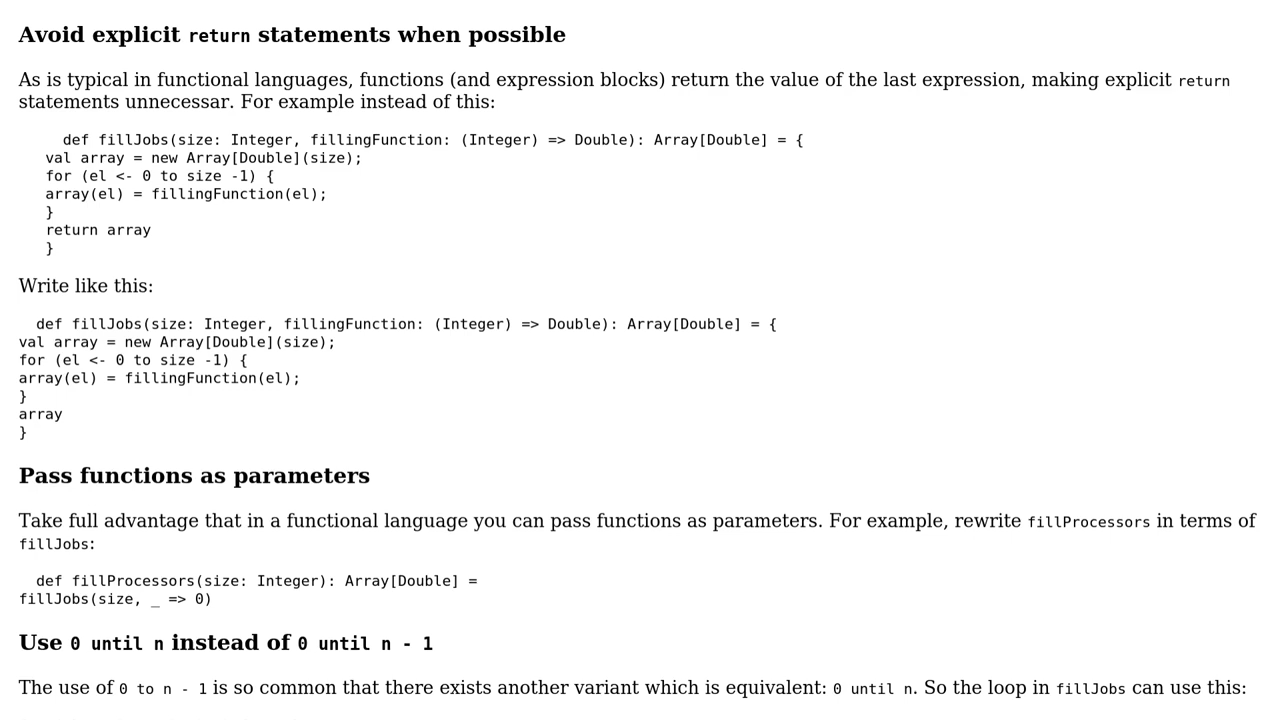 Avoid explicit return statements when possible
As is typical in functional languages, functions (and expression blocks) return the value of the last expression, making explicit return
statements unnecessar. For example instead of this:
def fillJobs(size: Integer, fillingFunction: (Integer) => Double): Array[Double] = {
val array = new Array[Double](size);
for (el <- 0 to size -1) {
array(el) = fillingFunction(el);
}
return array
}
Write like this:
def fillJobs(size: Integer, fillingFunction: (Integer) => Double): Array[Double] = {
val array = new Array[Double](size);
for (el <- 0 to size -1) {
array(el) = fillingFunction(el);
}
array
}
Pass functions as parameters
Take full advantage that in a functional language you can pass functions as parameters. For example, rewrite fillProcessors in terms of
fillJobs:
def fillProcessors(size: Integer): Array[Double] =
fillJobs(size, _ => 0)
Use 0 until n instead of 0 until n - 1
The use of 0 to n - 1 is so common that there exists another variant which is equivalent: 0 until n. So the loop in fillJobs can use this: